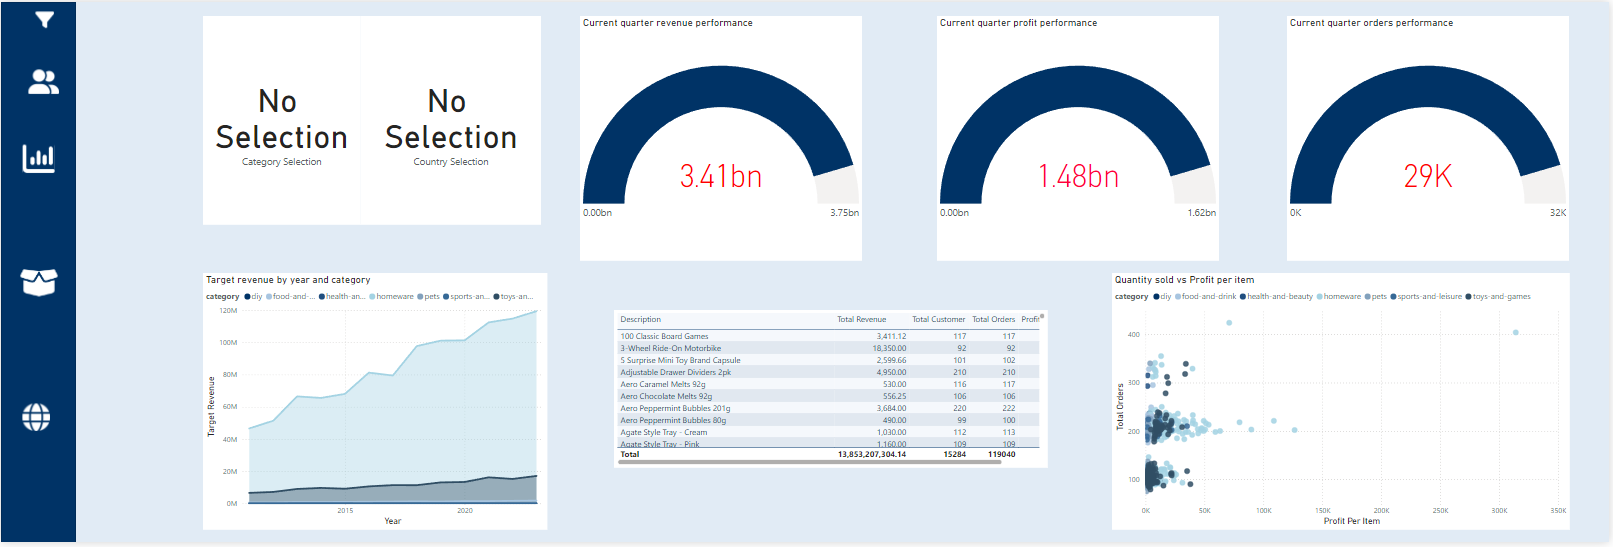 No
Selection
Category Selection
No
Selection
Country Selection
Current quarter revenue performance
3.41bn
0.00bn
3.75bn
Current quarter profit performance
1.48bn
0.00bn
1.62bn
Current quarter orders performance
29K
0K
32K
Target revenue by year and category
category diy food-and-... health-an... homeware pets sports-an... toys-an...
120M
100M
80M
60M
40M
20M
0M
Target Revenue
2015 2020
Year
Description Total Revenue Total Customer Total Orders Profit
100 Classic Board Games 3,411.12 117 117
3-Wheel Ride-On Motorbike 18,350.00 92 92
5 Surprise Mini Toy Brand Capsule 2,599.66 101 102
Adjustable Drawer Dividers 2pk 4,950.00 210 210
Aero Caramel Melts 92g 530.00 116 117
Aero Chocolate Melts 92g 556.25 106 106
Aero Peppermint Bubbles 201g 3,684.00 220 222
Aero Peppermint Bubbles 80g 490.00 99 100
Agate Style Tray - Cream 1,030.00 112 113
Agate Style Tray - Pink 1,160.00 109 109
Total 13,853,207,304.14 15284 119040
Quantity sold vs Profit per item
category diy food-and-drink health-and-beauty homeware pets sports-and-leisure toys-and-games
400
300
200
100
Total Orders
0K 50K 100K 150K 200K 250K 300K 350K
Profit Per Item